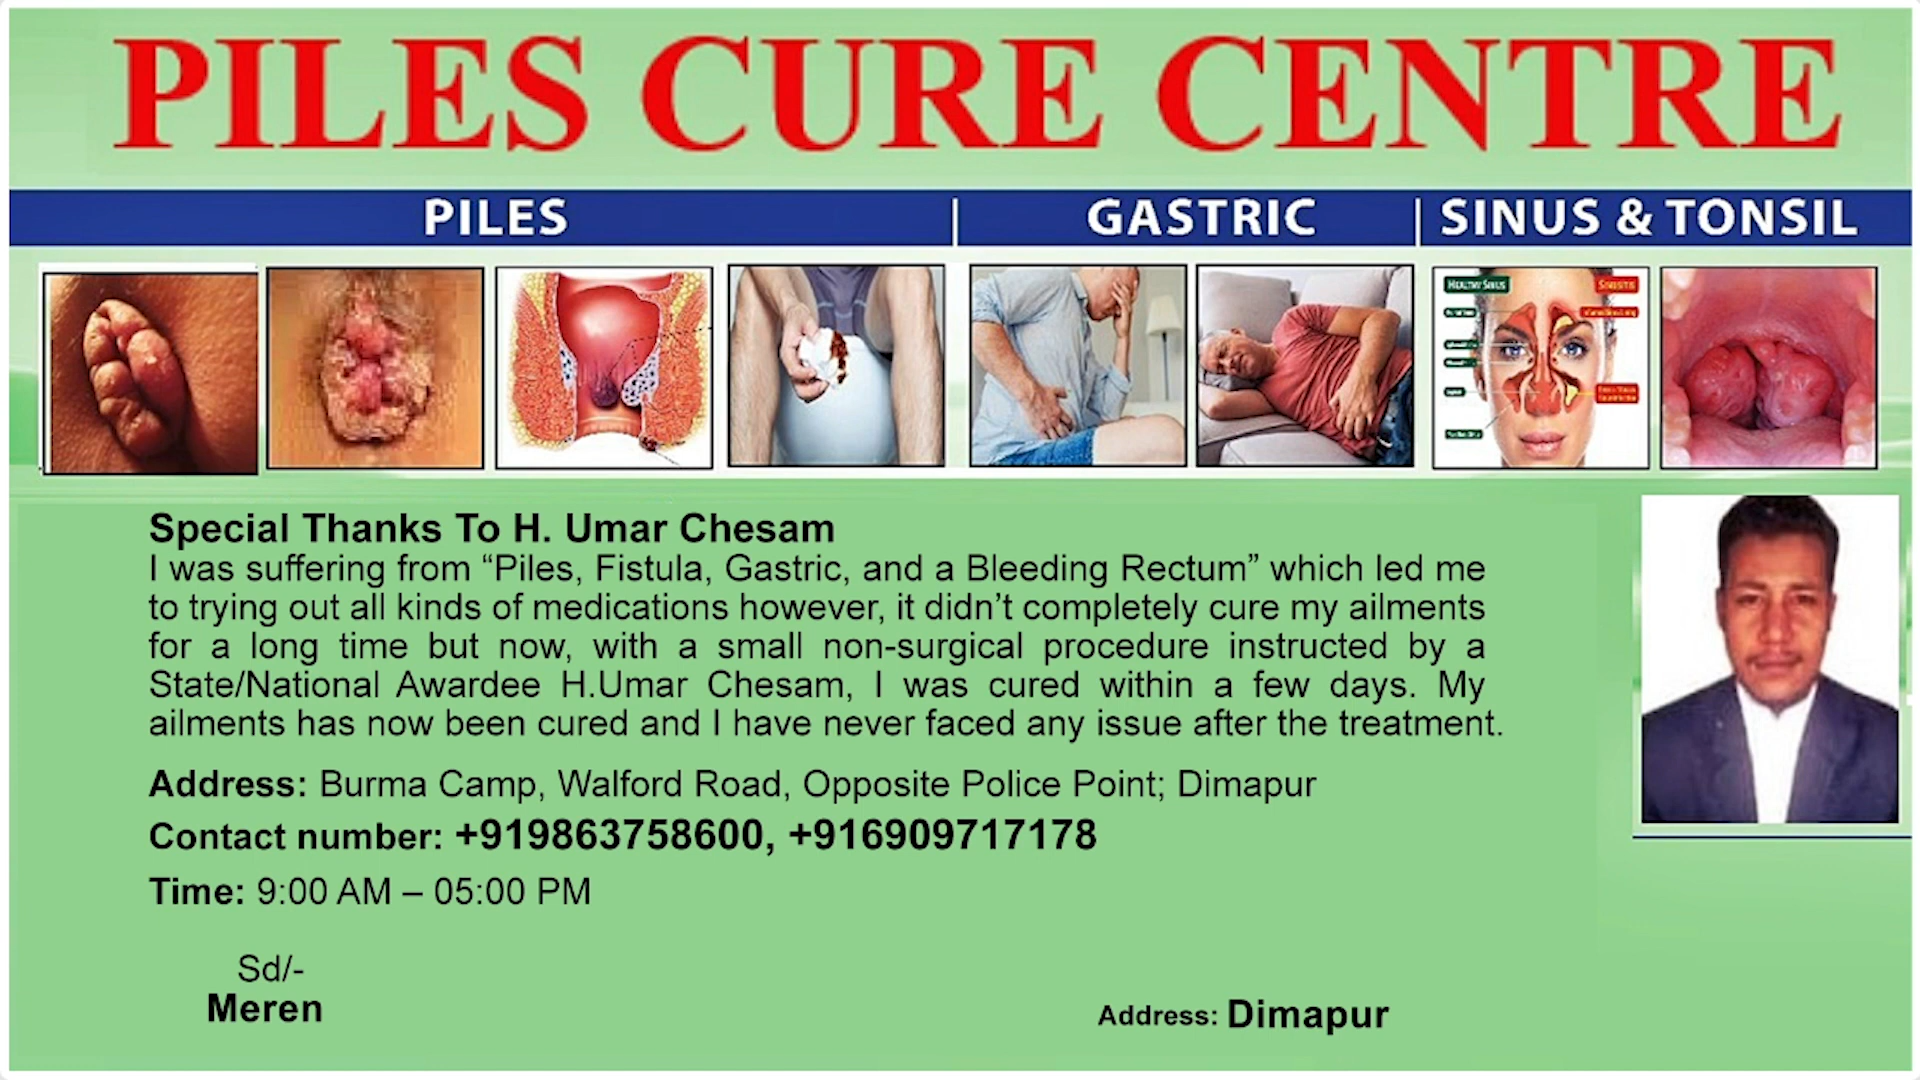 PILES CURE CENTRE
PILES | GASTRIC | SINUS & TONSIL
HEALTHY SINUS
SINUSITIS
Special Thanks To H. Umar Chesam
I was suffering from “Piles, Fistula, Gastric, and a Bleeding Rectum” which led me
to trying out all kinds of medications however, it didn’t completely cure my ailments
for a long time but now, with a small non-surgical procedure instructed by a
State/National Awardee H.Umar Chesam, I was cured within a few days. My
ailments has now been cured and I have never faced any issue after the treatment.
Address: Burma Camp, Walford Road, Opposite Police Point; Dimapur
Contact number: +919863758600, +916909717178
Time: 9:00 AM – 05:00 PM
Sd/-
Meren
Address: Dimapur